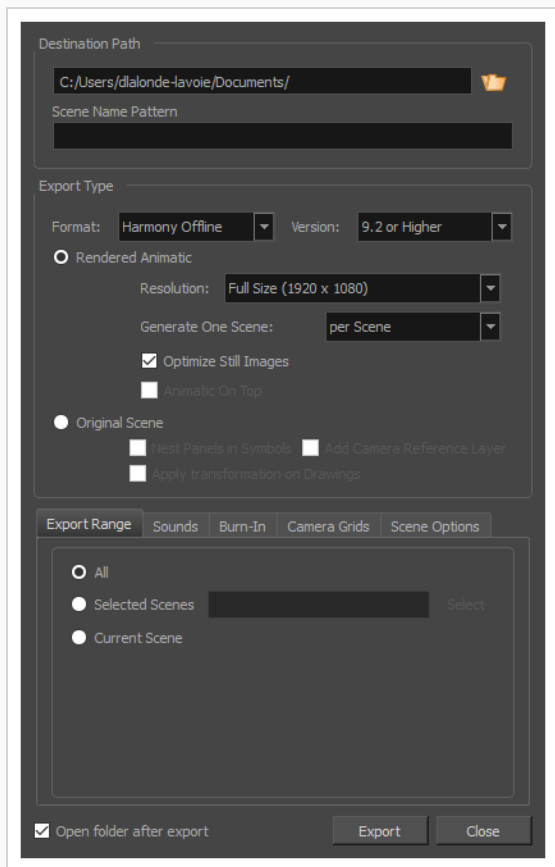 Destination Path
C:/Users/dlalonde-lavoie/Documents/
Scene Name Pattern
Export Type
Format: Harmony Offline Version: 9.2 or Higher
Rendered Animatic
Resolution: Full Size (1920 x 1080)
Generate One Scene: per Scene
Optimize Still Images
Animatic On Top
Original Scene
Nest Panels in Symbols Add Camera Reference Layer
Apply transformation on Drawings
Export Range Sounds Burn-In Camera Grids Scene Options
All
Selected Scenes Select
Current Scene
Open folder after export Export Close